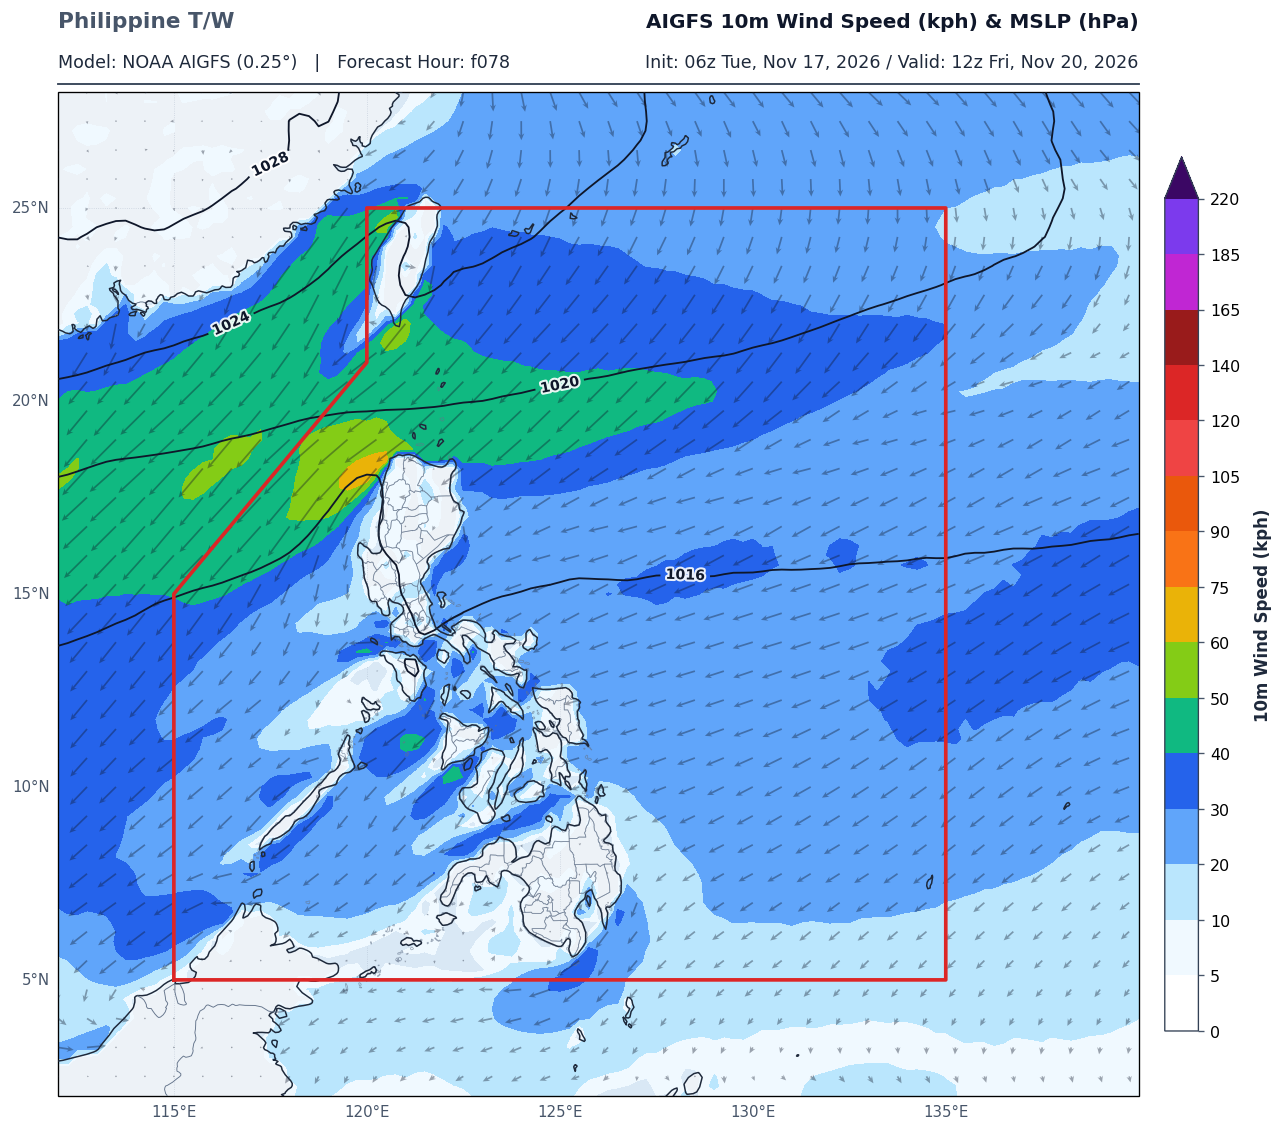 Philippine T/W
AIGFS 10m Wind Speed (kph) & MSLP (hPa)
Model: NOAA AIGFS (0.25°)   |   Forecast Hour: f078
Init: 06z Tue, Nov 17, 2026 / Valid: 12z Fri, Nov 20, 2026
1028
1024
1020
1016
25°N
20°N
15°N
10°N
5°N
115°E
120°E
125°E
130°E
135°E
220
185
165
140
120
105
90
75
60
50
40
30
20
10
5
0
10m Wind Speed (kph)